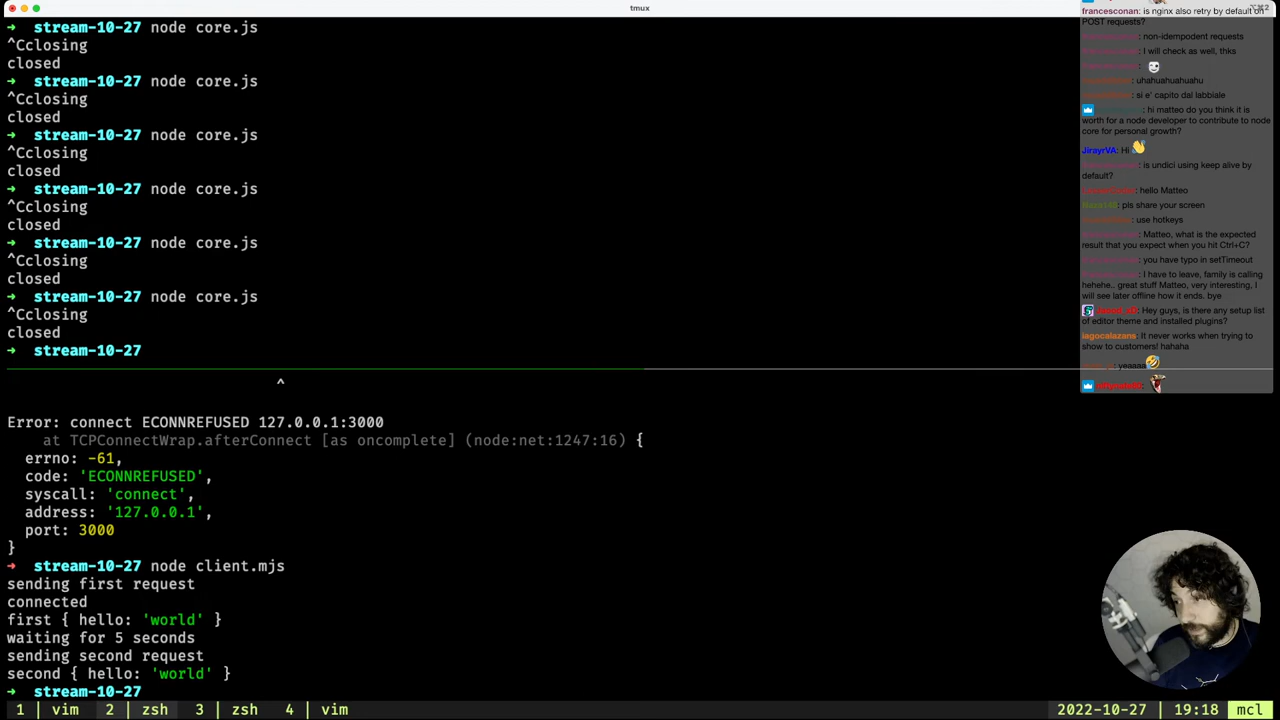 tmux
⌥⌘2
➜ stream-10-27 node core.js
^Cclosing
closed
➜ stream-10-27 node core.js
^Cclosing
closed
➜ stream-10-27 node core.js
^Cclosing
closed
➜ stream-10-27 node core.js
^Cclosing
closed
➜ stream-10-27 node core.js
^Cclosing
closed
➜ stream-10-27 node core.js
^Cclosing
closed
➜ stream-10-27
^
Error: connect ECONNREFUSED 127.0.0.1:3000
at TCPConnectWrap.afterConnect [as oncomplete] (node:net:1247:16) {
errno: -61,
code: 'ECONNREFUSED',
syscall: 'connect',
address: '127.0.0.1',
port: 3000
}
➜ stream-10-27 node client.mjs
sending first request
connected
first { hello: 'world' }
waiting for 5 seconds
sending second request
second { hello: 'world' }
➜ stream-10-27
francesconan: is nginx also retry by default on
POST requests?
: non-idempodent requests
: I will check as well, thks
: uhahuahuahuahu
: si e' capito dal labbiale
: hi matteo do you think it is
worth for a node developer to contribute to node
core for personal growth?
JirayrVA: Hi
: is undici using keep alive by
default?
: hello Matteo
: pls share your screen
: use hotkeys
: Matteo, what is the expected
result that you expect when you hit Ctrl+C?
: you have typo in setTimeout
: I have to leave, family is calling
hehehe.. great stuff Matteo, very interesting, I
will see later offline how it ends. bye
: Hey guys, is there any setup list
of editor theme and installed plugins?
iagocalazans: It never works when trying to
show to customers! hahaha
: yeaaaa
1 | vim 2 | zsh 3 | zsh 4 | vim
2022-10-27 | 19:18 | mcl